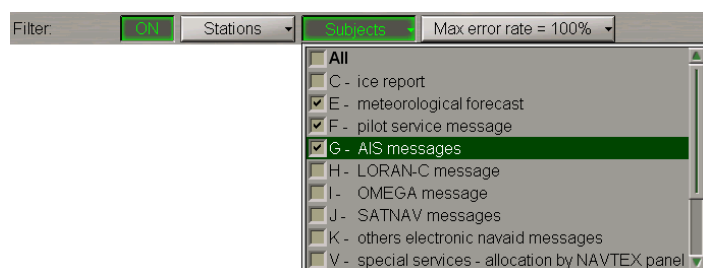 Filter: ON Stations Subjects Max error rate = 100%
All
C - ice report
E - meteorological forecast
F - pilot service message
G - AIS messages
H - LORAN-C message
I - OMEGA message
J - SATNAV messages
K - others electronic navaid messages
V - special services - allocation by NAVTEX panel